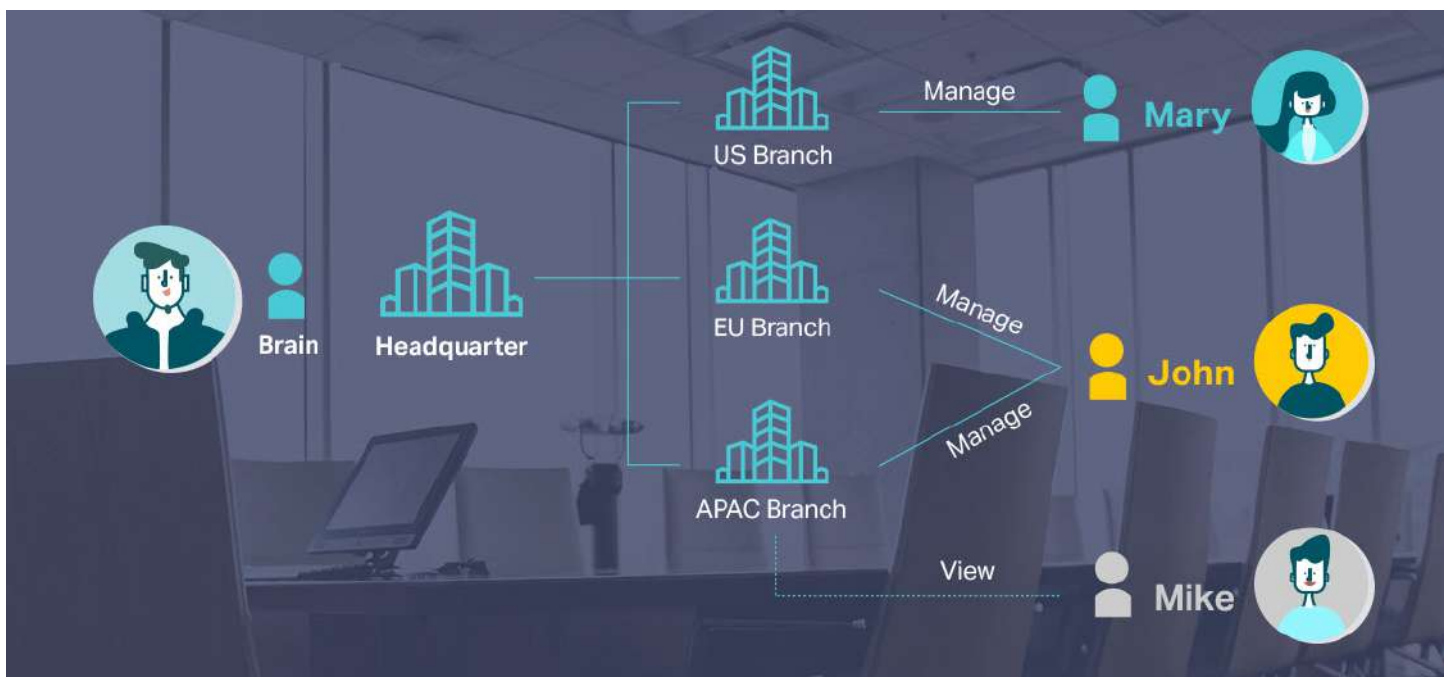 Manage
Mary
US Branch
Brain
Headquarter
EU Branch
Manage
John
Manage
APAC Branch
View
Mike